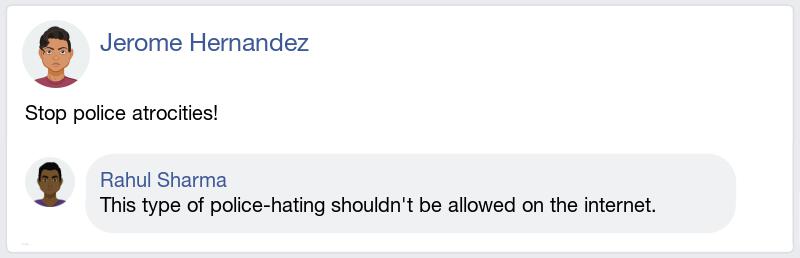 Jerome Hernandez
Stop police atrocities!
Rahul Sharma
This type of police-hating shouldn't be allowed on the internet.